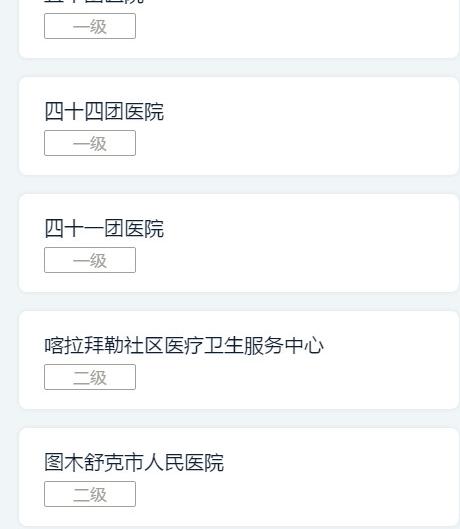 一级
四十四团医院
一级
四十一团医院
一级
喀拉拜勒社区医疗卫生服务中心
二级
图木舒克市人民医院
二级